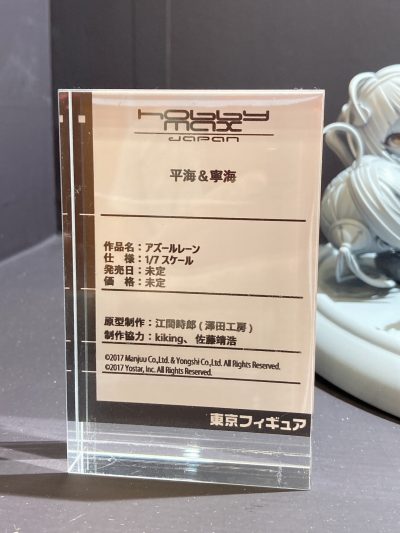 hobby
max
JAPAN
平海&寧海
作品名：アズールレーン
仕　様：1/7 スケール
発売日：未定
価　格：未定
原型制作：江間時郎 ( 澤田工房 )
制作協力：kiking、佐藤靖浩
©2017 Manjuu Co.,Ltd. & Yongshi Co.,Ltd. All Rights Reserved.
©2017 Yostar, Inc. All Rights Reserved.
東京フィギュア